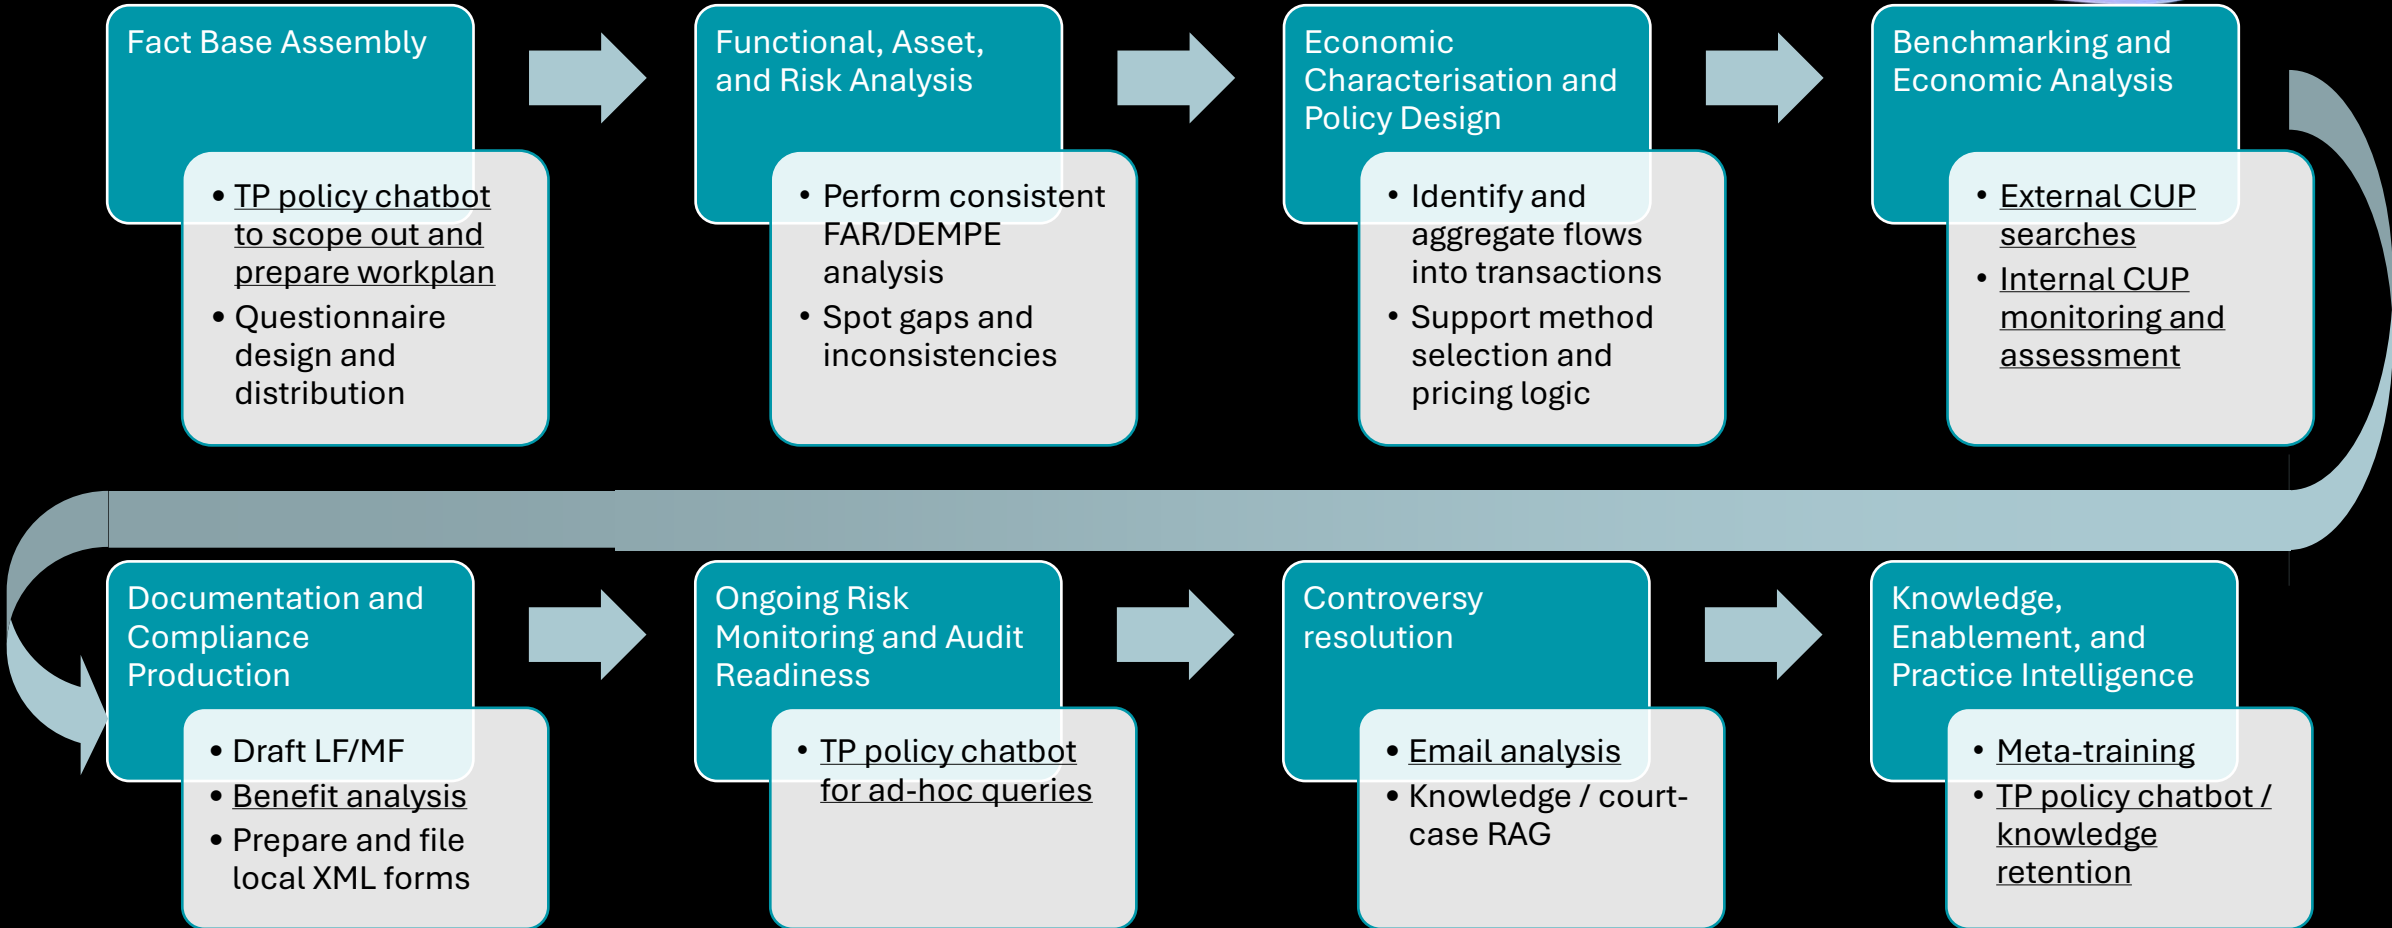 Fact Base Assembly
• TP policy chatbot
to scope out and
prepare workplan
• Questionnaire
design and
distribution
Functional, Asset,
and Risk Analysis
• Perform consistent
FAR/DEMPE
analysis
• Spot gaps and
inconsistencies
Economic
Characterisation and
Policy Design
• Identify and
aggregate flows
into transactions
• Support method
selection and
pricing logic
Benchmarking and
Economic Analysis
• External CUP
searches
• Internal CUP
monitoring and
assessment
Documentation and
Compliance
Production
• Draft LF/MF
• Benefit analysis
• Prepare and file
local XML forms
Ongoing Risk
Monitoring and Audit
Readiness
• TP policy chatbot
for ad-hoc queries
Controversy
resolution
• Email analysis
• Knowledge / court-
case RAG
Knowledge,
Enablement, and
Practice Intelligence
• Meta-training
• TP policy chatbot /
knowledge
retention